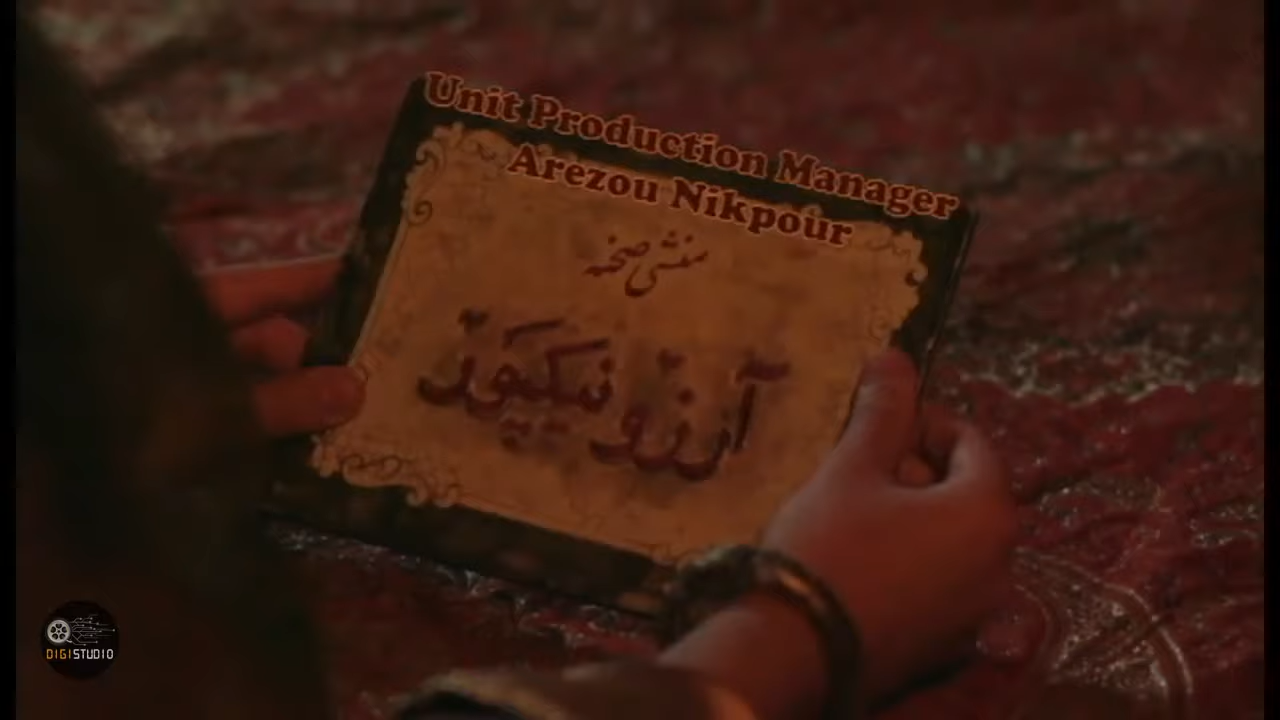 Unit Production Manager
Arezou Nikpour
منشی صحنه
آرزو نیکپور
DIGISTUDIO